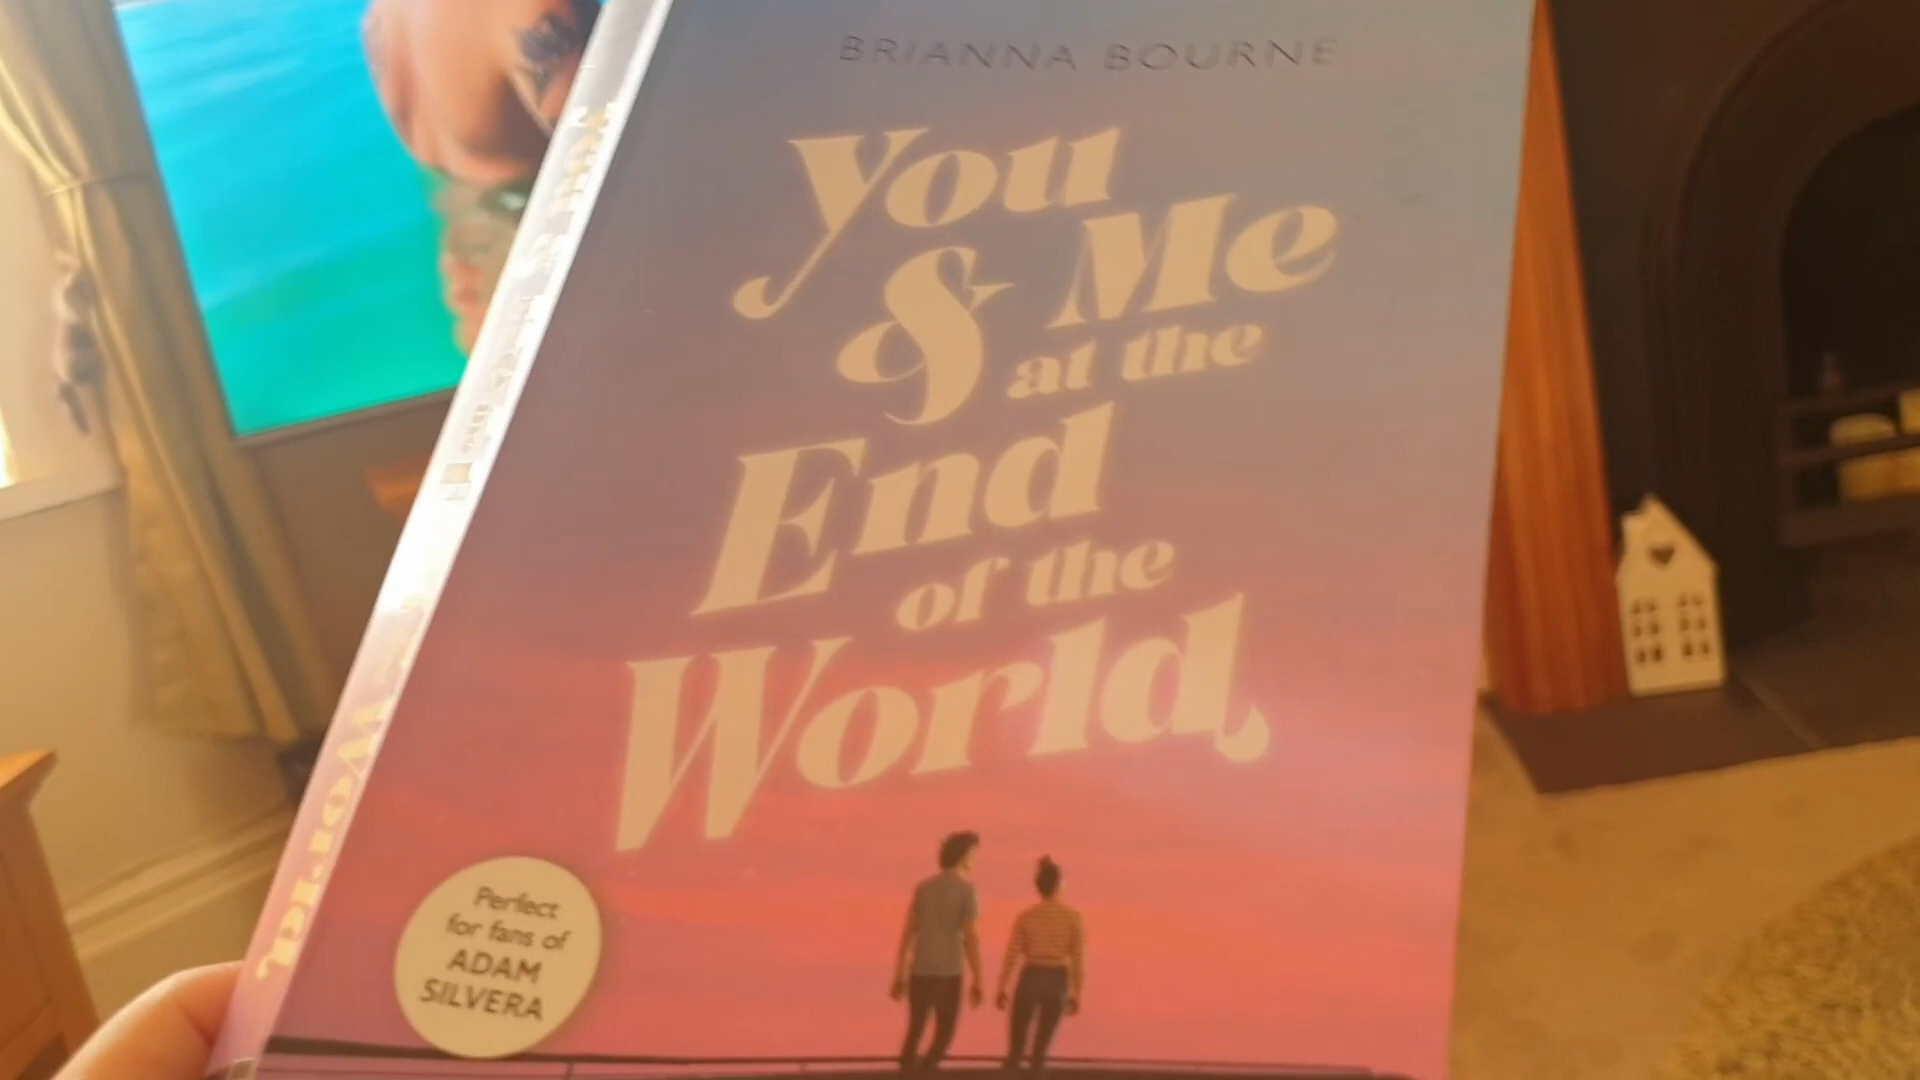 BRIANNA BOURNE
You
& Me
at the
End
of the
World
Perfect
for fans of
ADAM
SILVERA